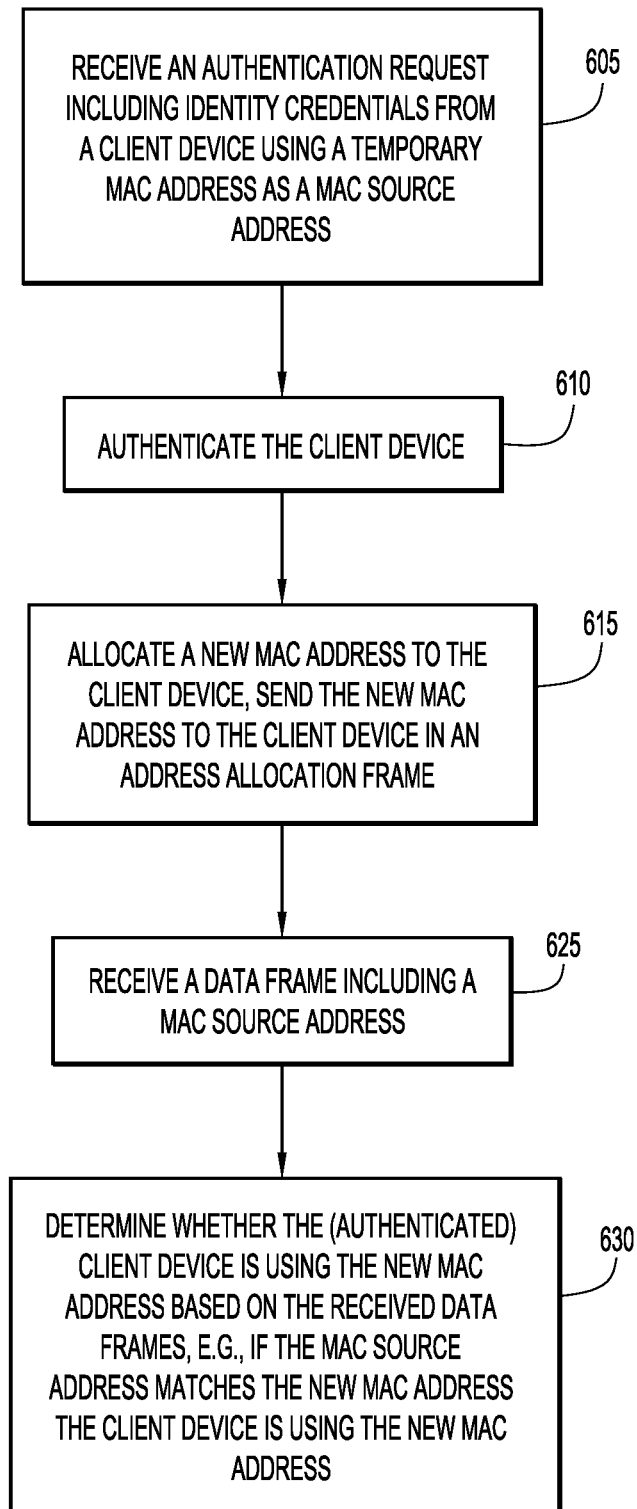 RECEIVE AN AUTHENTICATION REQUEST
INCLUDING IDENTITY CREDENTIALS FROM
A CLIENT DEVICE USING A TEMPORARY
MAC ADDRESS AS A MAC SOURCE
ADDRESS
605
AUTHENTICATE THE CLIENT DEVICE
610
ALLOCATE A NEW MAC ADDRESS TO THE
CLIENT DEVICE, SEND THE NEW MAC
ADDRESS TO THE CLIENT DEVICE IN AN
ADDRESS ALLOCATION FRAME
615
RECEIVE A DATA FRAME INCLUDING A
MAC SOURCE ADDRESS
625
DETERMINE WHETHER THE (AUTHENTICATED)
CLIENT DEVICE IS USING THE NEW MAC
ADDRESS BASED ON THE RECEIVED DATA
FRAMES, E.G., IF THE MAC SOURCE
ADDRESS MATCHES THE NEW MAC ADDRESS
THE CLIENT DEVICE IS USING THE NEW MAC
ADDRESS
630